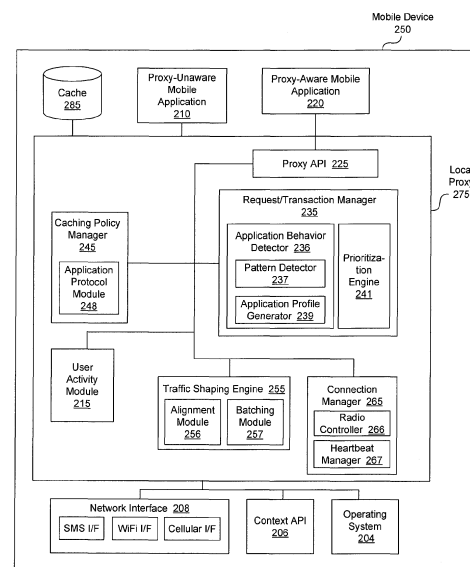 Mobile Device
250
Cache
285
Proxy-Unaware
Mobile
Application
210
Proxy-Aware Mobile
Application
220
Proxy API 225
Loca
Proxy
275
Request/Transaction Manager
235
Caching Policy
Manager
245
Application
Protocol
Module
248
Application Behavior
Detector 236
Pattern Detector
237
Application Profile
Generator 239
Prioritiza-
tion
Engine
241
User
Activity
Module
215
Traffic Shaping Engine 255
Alignment
Module
256
Batching
Module
257
Connection
Manager 265
Radio
Controller 266
Heartbeat
Manager 267
Network Interface 208
SMS I/F
WiFi I/F
Cellular I/F
Context API
206
Operating
System
204